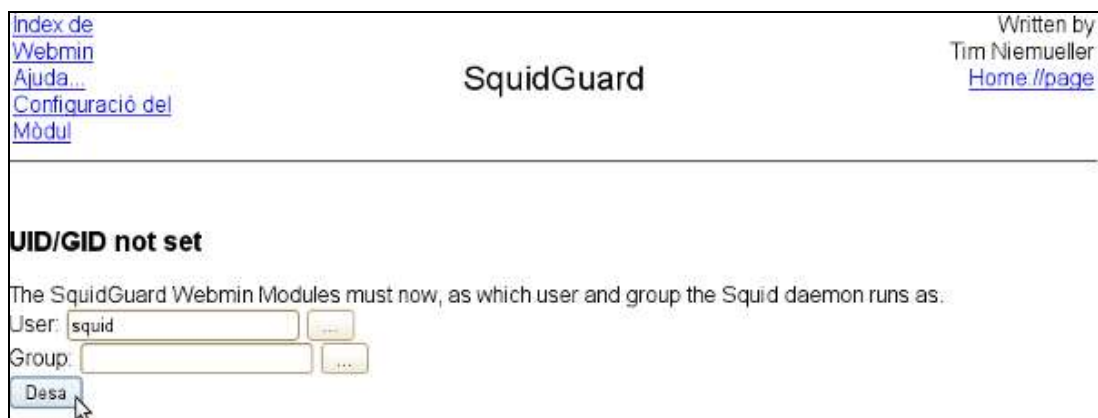 Index de
Webmin
Ajuda...
Configuració del
Mòdul
SquidGuard
Written by
Tim Niemueller
Home://page
UID/GID not set
The SquidGuard Webmin Modules must now, as which user and group the Squid daemon runs as.
User: squid ...
Group: ...
Desa